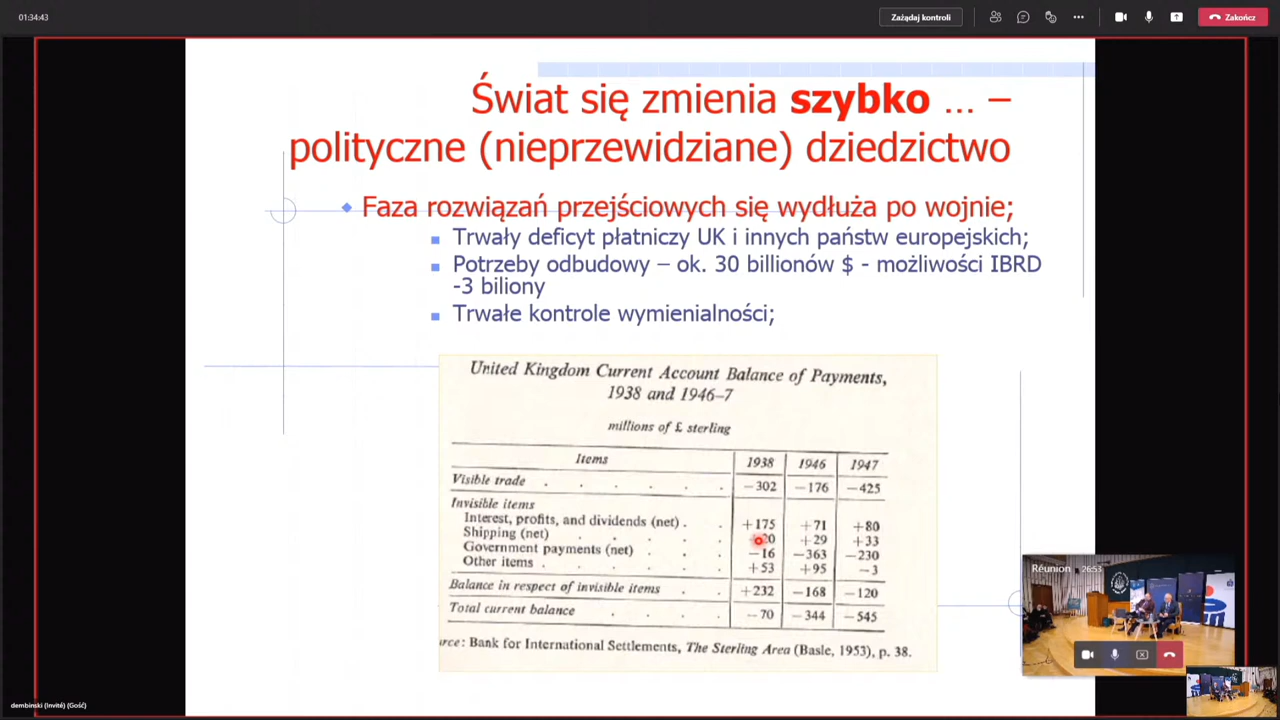 01:34:43
Zażądaj kontroli
Zakończ
Świat się zmienia szybko ... –
polityczne (nieprzewidziane) dziedzictwo
Faza rozwiązań przejściowych się wydłuża po wojnie;
Trwały deficyt płatniczy UK i innych państw europejskich;
Potrzeby odbudowy – ok. 30 billionów $ - możliwości IBRD
-3 biliony
Trwałe kontrole wymienialności;
United Kingdom Current Account Balance of Payments,
1938 and 1946–7
millions of £ sterling
Items 1938 1946 1947
Visible trade . . . . . −302 −176 −425
Invisible items
Interest, profits, and dividends (net) . . +175 +71 +80
Shipping (net) . . . . . +29 +33
Government payments (net) . . . −16 −363 −230
Other items . . . . . +53 +95 −3
Balance in respect of invisible items . . +232 −168 −120
Total current balance . . . . −70 −344 −545
Bank for International Settlements, The Sterling Area (Basle, 1953), p. 38.
Réunion 26:53
dembinski (Invité) (Gość)